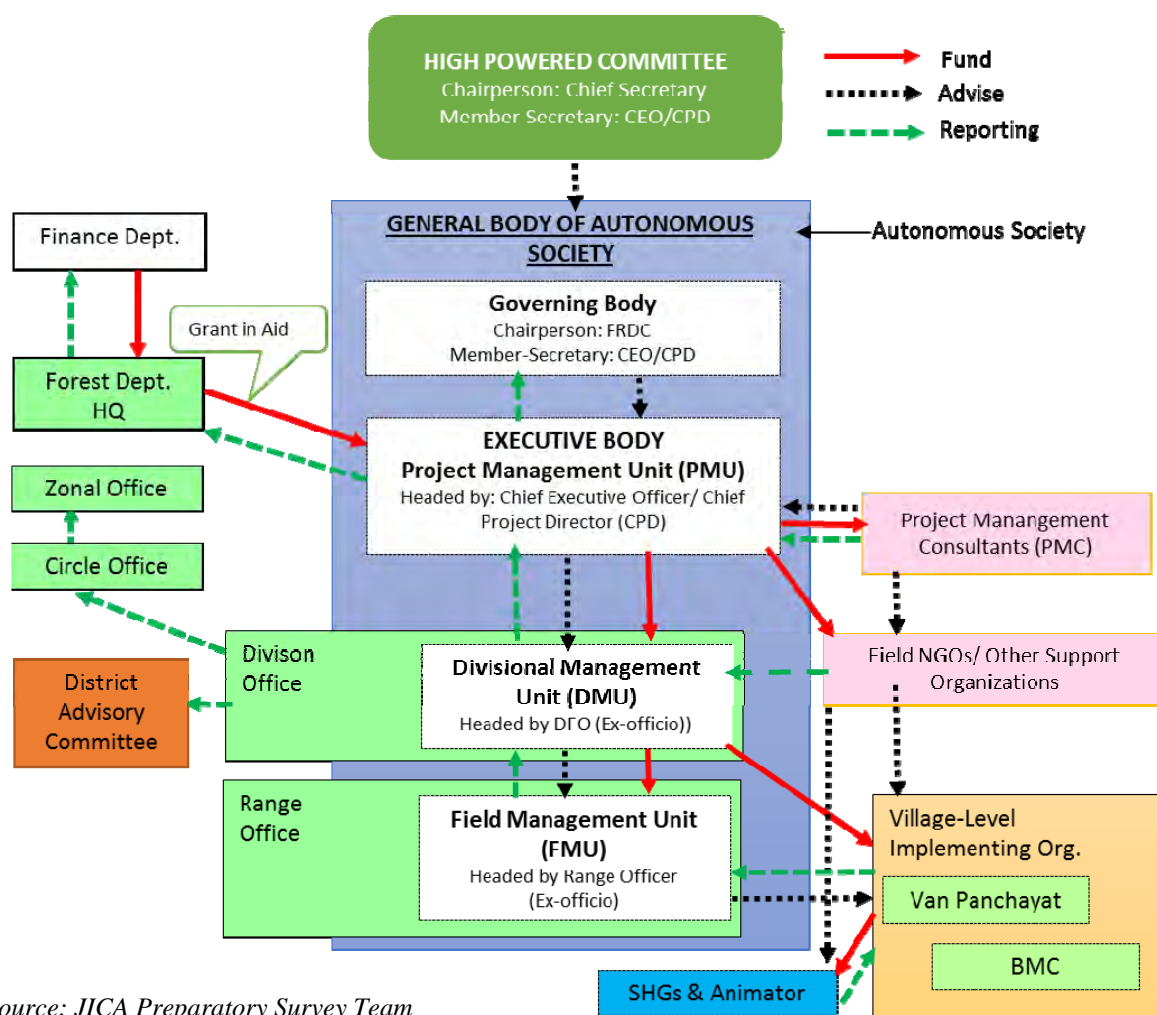 HIGH POWERED COMMITTEE
Chairperson: Chief Secretary
Member Secretary: CEO/CPD
Fund
Advise
Reporting
Finance Dept.
Grant in Aid
Forest Dept.
HQ
Zonal Office
Circle Office
District
Advisory
Committee
GENERAL BODY OF AUTONOMOUS
SOCIETY
Autonomous Society
Governing Body
Chairperson: FRDC
Member-Secretary: CEO/CPD
EXECUTIVE BODY
Project Management Unit (PMU)
Headed by: Chief Executive Officer/ Chief
Project Director (CPD)
Project Manangement
Consultants (PMC)
Divison
Office
Divisional Management
Unit (DMU)
Headed by DFO (Ex-officio))
Field NGOs/ Other Support
Organizations
Range
Office
Field Management Unit
(FMU)
Headed by Range Officer
(Ex-officio)
Village-Level
Implementing Org.
Van Panchayat
BMC
SHGs & Animator
ource: JICA Preparatory Survey Team